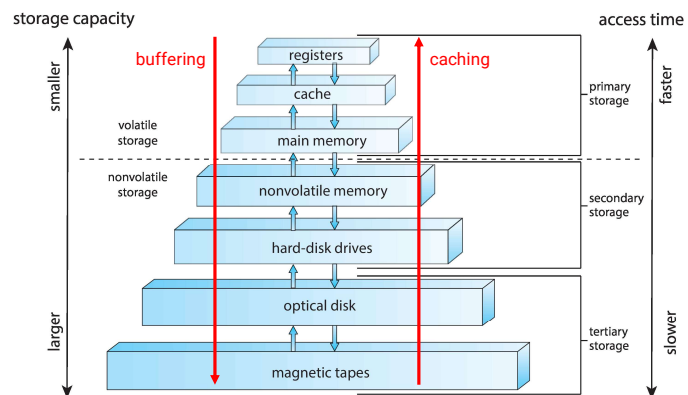 storage capacity
access time
smaller
buffering
caching
registers
cache
main memory
volatile
storage
nonvolatile
storage
nonvolatile memory
hard-disk drives
optical disk
magnetic tapes
larger
primary
storage
secondary
storage
tertiary
storage
faster
slower